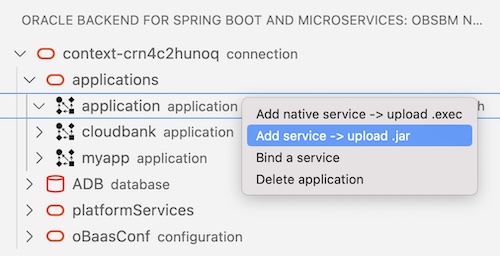 ORACLE BACKEND FOR SPRING BOOT AND MICROSERVICES: OBSBM N...
context-crn4c2hunoq connection
applications
application application
Add native service -> upload .exec
cloudbank application
Add service -> upload .jar
myapp application
Bind a service
ADB database
Delete application
platformServices
oBaasConf configuration